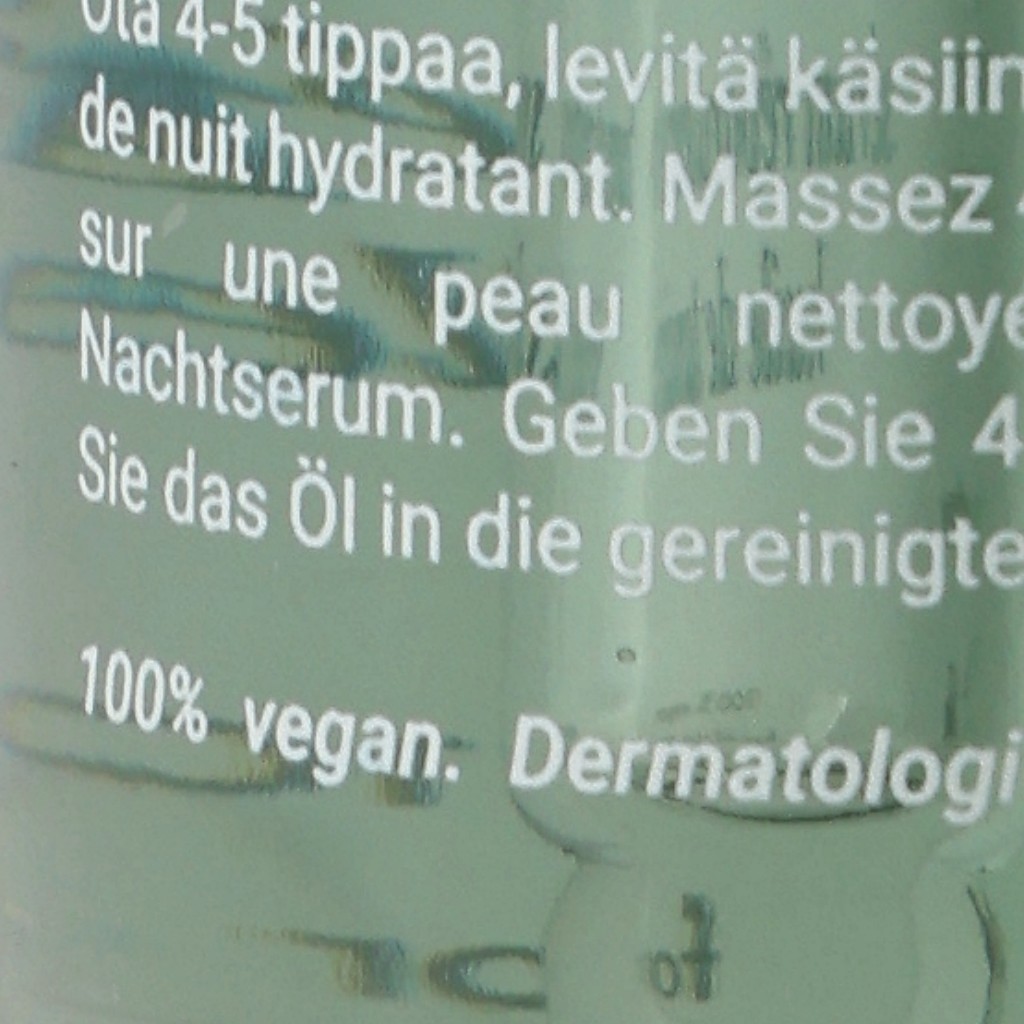 Ota 4-5 tippaa, levitä käsiin
de nuit hydratant. Massez
sur une peau nettoyé
Nachtserum. Geben Sie 4
Sie das Öl in die gereinigte
100% vegan. Dermatologi